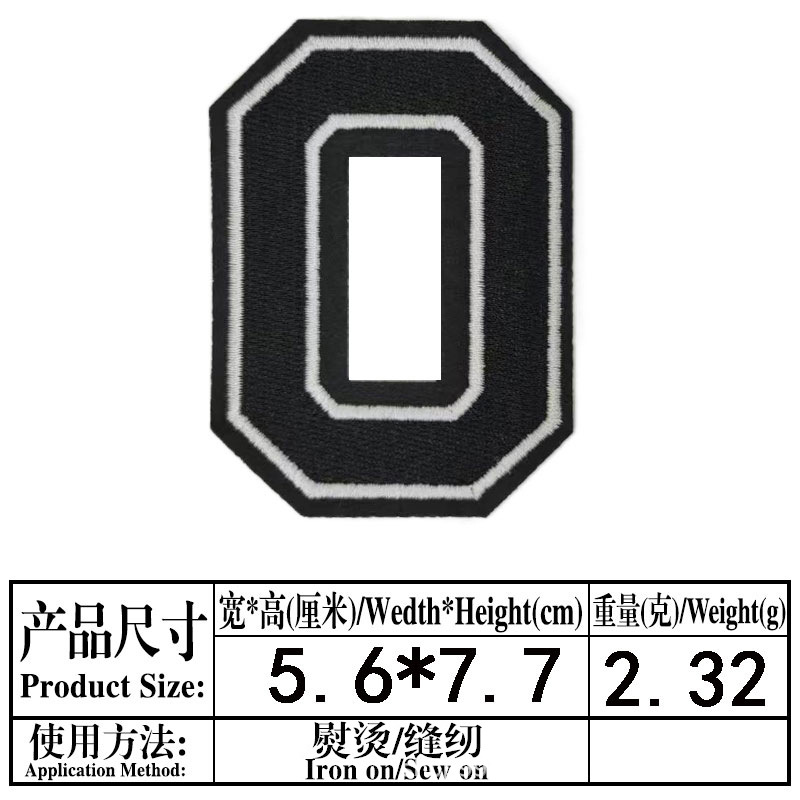 0
产品尺寸
Product Size:
宽*高(厘米)/Wedth*Height(cm)
重量(克)/Weight(g)
5.6*7.7
2.32
使用方法:
Application Method:
熨烫/缝纫
Iron on/Sew on